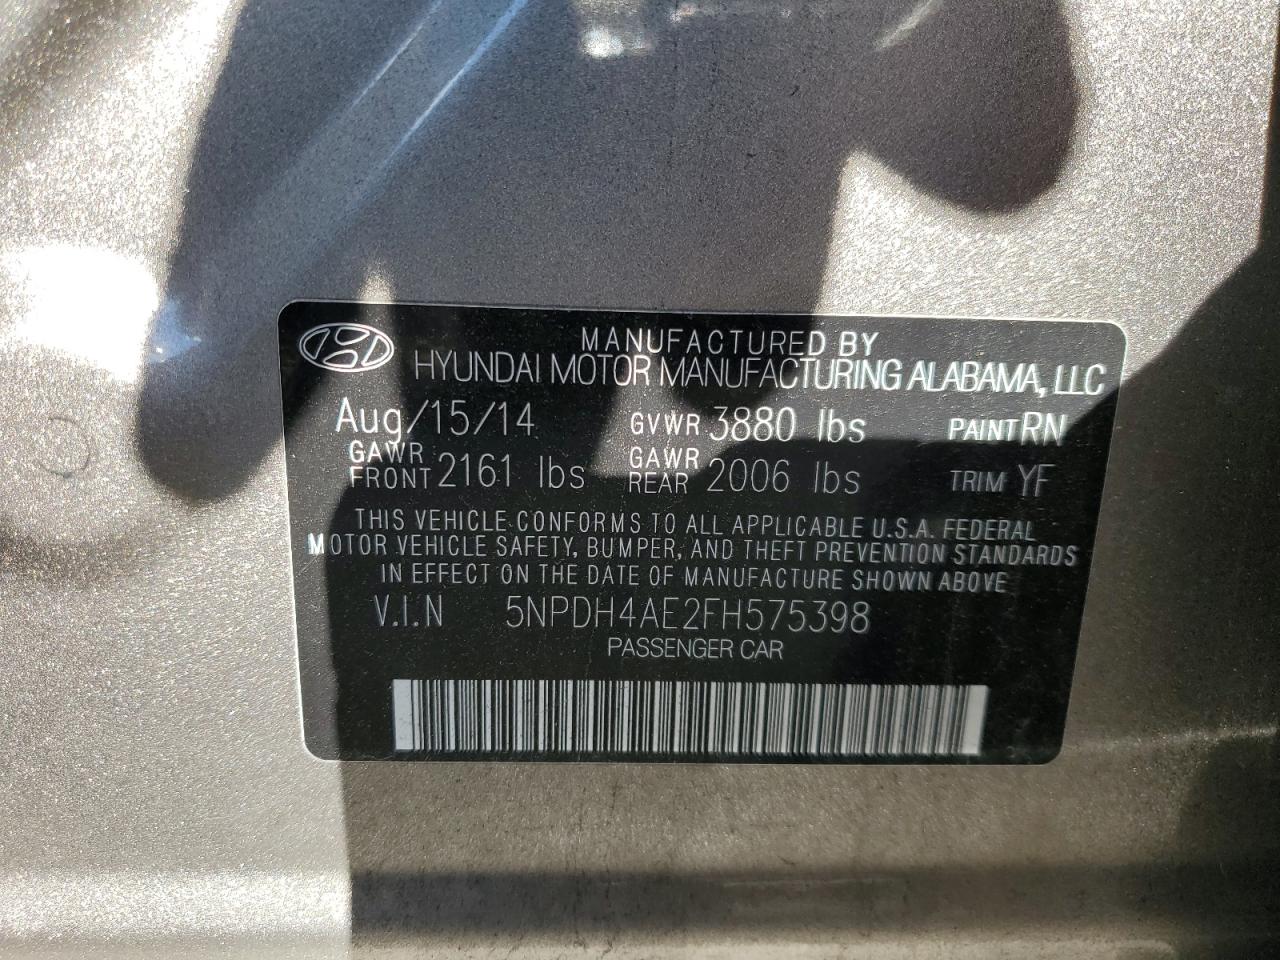 MANUFACTURED BY
HYUNDAI MOTOR MANUFACTURING ALABAMA, LLC
Aug/15/14 GVWR 3880 lbs PAINT RN
GAWR FRONT 2161 lbs GAWR REAR 2006 lbs TRIM YF
THIS VEHICLE CONFORMS TO ALL APPLICABLE U.S.A. FEDERAL
MOTOR VEHICLE SAFETY, BUMPER, AND THEFT PREVENTION STANDARDS
IN EFFECT ON THE DATE OF MANUFACTURE SHOWN ABOVE
V.I.N 5NPDH4AE2FH575398
PASSENGER CAR